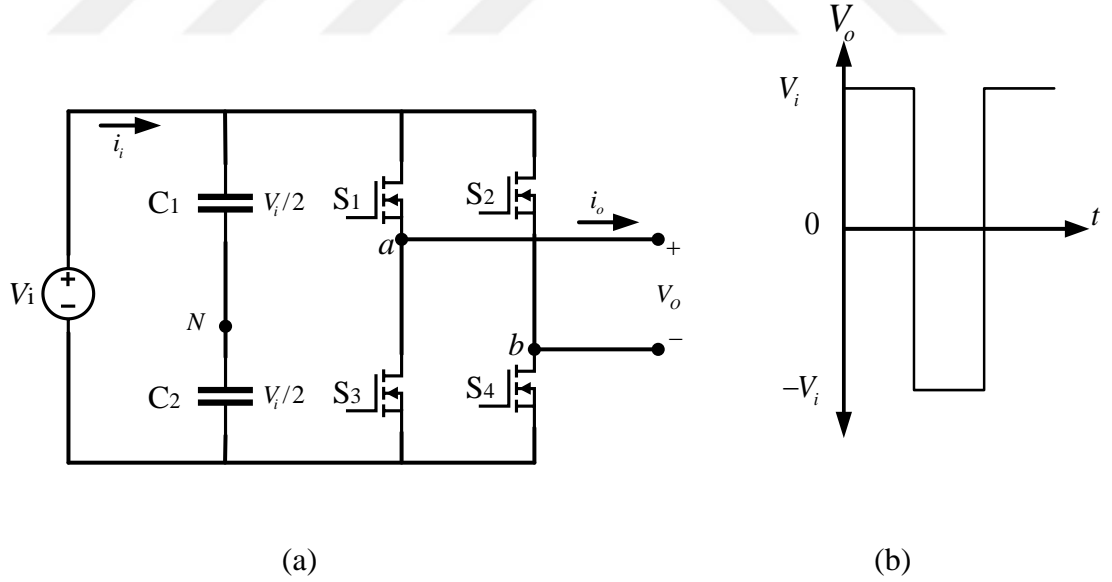 i_i
C1
V_i/2
S1
S2
i_o
a
+
Vi
+
−
N
V_O
b
−
C2
V_i/2
S3
S4
(a)
V_o
V_i
0
t
−V_i
(b)